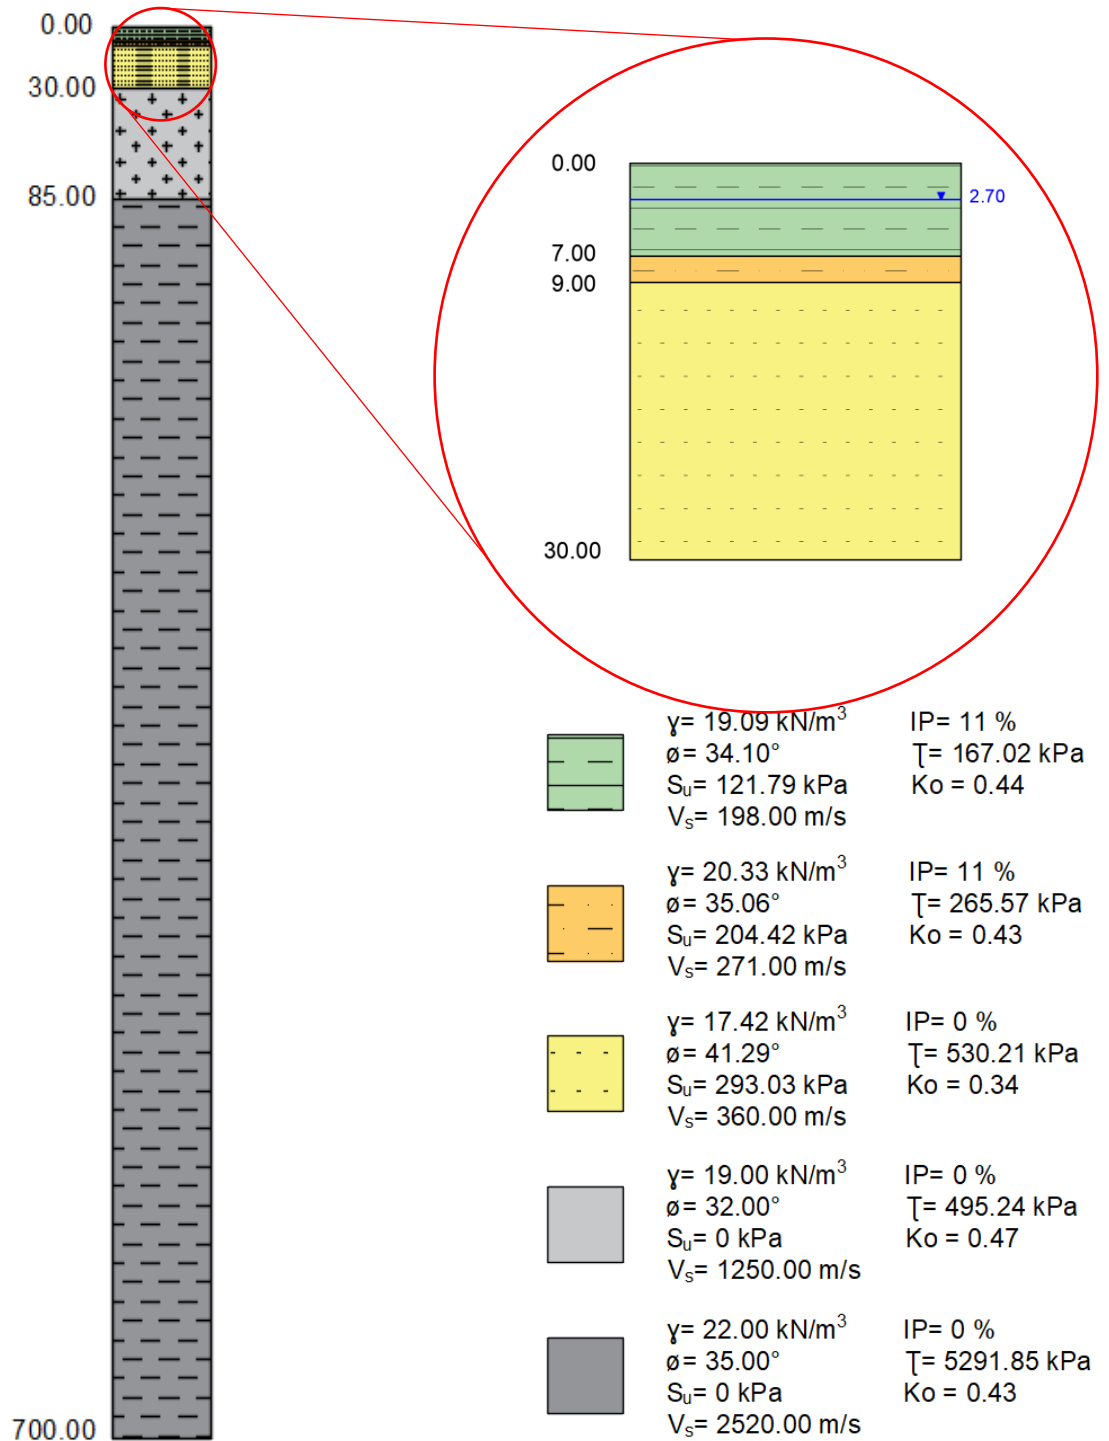 0.00
30.00
85.00
700.00
0.00
2.70
7.00
9.00
30.00
ɣ= 19.09 kN/m³ IP= 11 %
ø= 34.10° Ʈ= 167.02 kPa
Sᵤ= 121.79 kPa Ko = 0.44
Vₛ= 198.00 m/s
ɣ= 20.33 kN/m³ IP= 11 %
ø= 35.06° Ʈ= 265.57 kPa
Sᵤ= 204.42 kPa Ko = 0.43
Vₛ= 271.00 m/s
ɣ= 17.42 kN/m³ IP= 0 %
ø= 41.29° Ʈ= 530.21 kPa
Sᵤ= 293.03 kPa Ko = 0.34
Vₛ= 360.00 m/s
ɣ= 19.00 kN/m³ IP= 0 %
ø= 32.00° Ʈ= 495.24 kPa
Sᵤ= 0 kPa Ko = 0.47
Vₛ= 1250.00 m/s
ɣ= 22.00 kN/m³ IP= 0 %
ø= 35.00° Ʈ= 5291.85 kPa
Sᵤ= 0 kPa Ko = 0.43
Vₛ= 2520.00 m/s